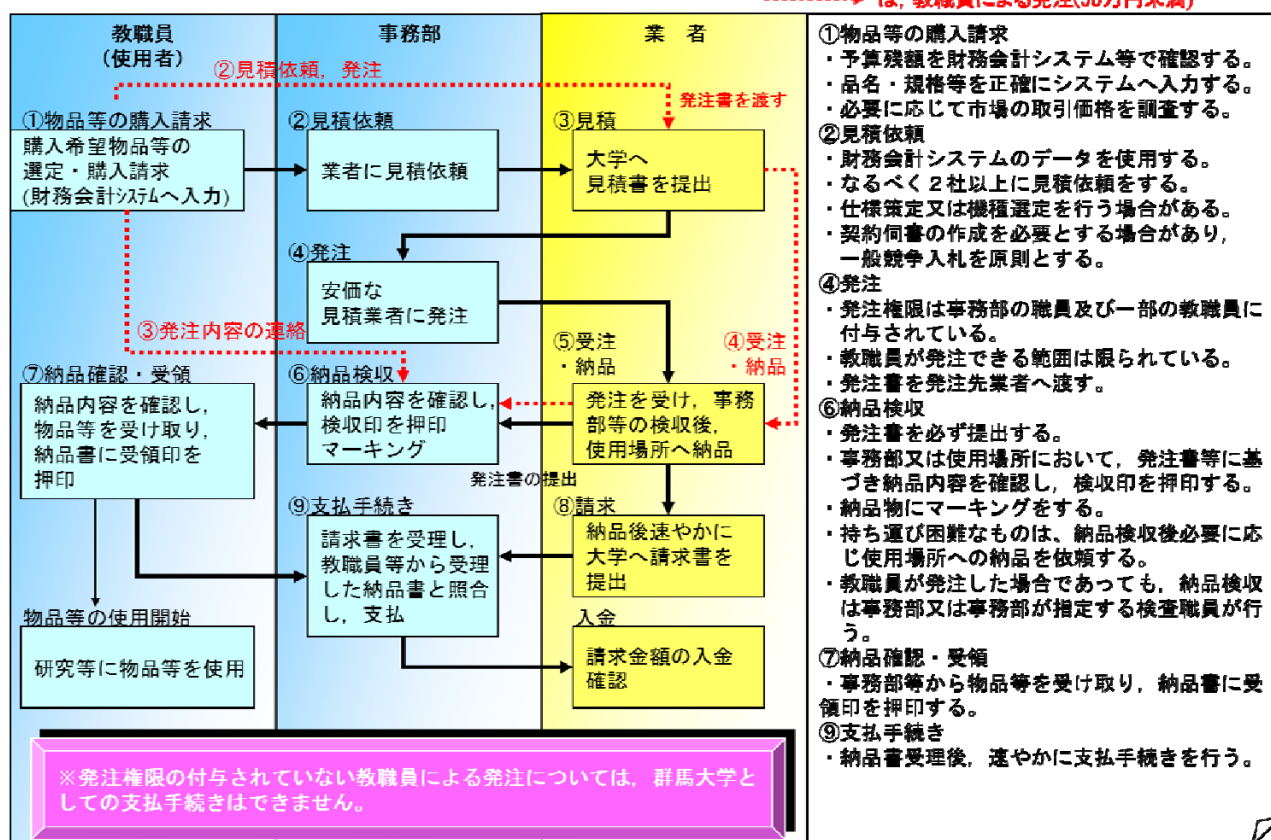 は，教職員による発注(50万円未満)
教職員
(使用者)
事務部
業　者
②見積依頼，発注
発注書を渡す
①物品等の購入請求
購入希望物品等の
選定・購入請求
(財務会計ｼｽﾃﾑへ入力)
②見積依頼
業者に見積依頼
③見積
大学へ
見積書を提出
④発注
安価な
見積業者に発注
③発注内容の連絡
⑤受注
・納品
④受注
・納品
⑦納品確認・受領
納品内容を確認し，
物品等を受け取り，
納品書に受領印を
押印
⑥納品検収
納品内容を確認し，
検収印を押印
マーキング
発注を受け，事務
部等の検収後，
使用場所へ納品
発注書の提出
⑨支払手続き
請求書を受理し，
教職員等から受理
した納品書と照合
し，支払
⑧請求
納品後速やかに
大学へ請求書を
提出
物品等の使用開始
研究等に物品等を使用
入金
請求金額の入金
確認
※発注権限の付与されていない教職員による発注については，群馬大学と
しての支払手続きはできません。
①物品等の購入請求
・予算残額を財務会計システム等で確認する。
・品名・規格等を正確にシステムへ入力する。
・必要に応じて市場の取引価格を調査する。
②見積依頼
・財務会計システムのデータを使用する。
・なるべく２社以上に見積依頼をする。
・仕様策定又は機種選定を行う場合がある。
・契約伺書の作成を必要とする場合があり，
一般競争入札を原則とする。
④発注
・発注権限は事務部の職員及び一部の教職員に
付与されている。
・教職員が発注できる範囲は限られている。
・発注書を発注先業者へ渡す。
⑥納品検収
・発注書を必ず提出する。
・事務部又は使用場所において，発注書等に基
づき納品内容を確認し，検収印を押印する。
・納品物にマーキングをする。
・持ち運び困難なものは、納品検収後必要に応
じ使用場所への納品を依頼する。
・教職員が発注した場合であっても，納品検収
は事務部又は事務部が指定する検査職員が行
う。
⑦納品確認・受領
・事務部等から物品等を受け取り，納品書に受
領印を押印する。
⑨支払手続き
・納品書受理後，速やかに支払手続きを行う。